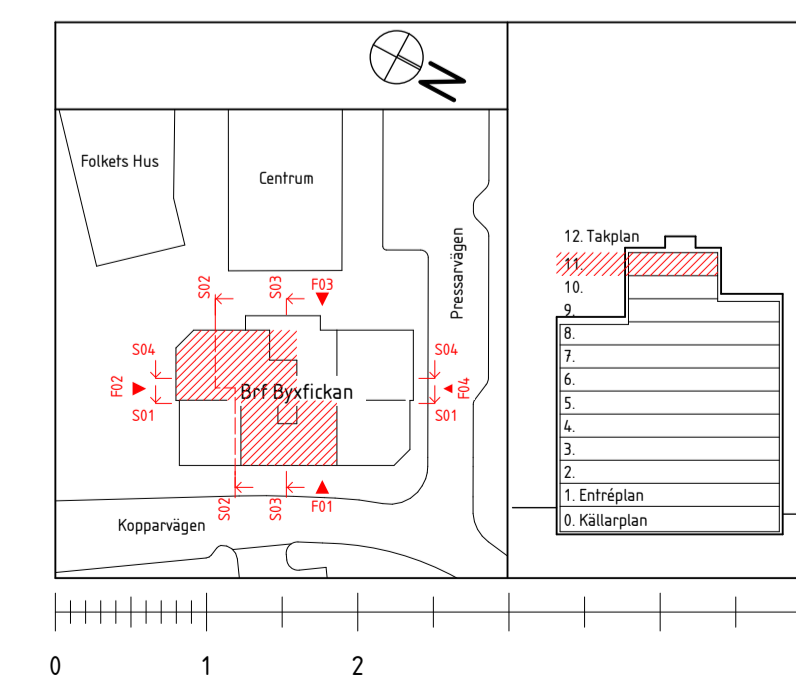 N
Folkets Hus
Centrum
Pressarvägen
S02
S03
F03
S04
S04
F02
Brf Byxfickan
F04
S01
S01
S02
S03
F01
Kopparvägen
12. Takplan
11.
10.
9.
8.
7.
6.
5.
4.
3.
2.
1. Entréplan
0. Källarplan
0 1 2